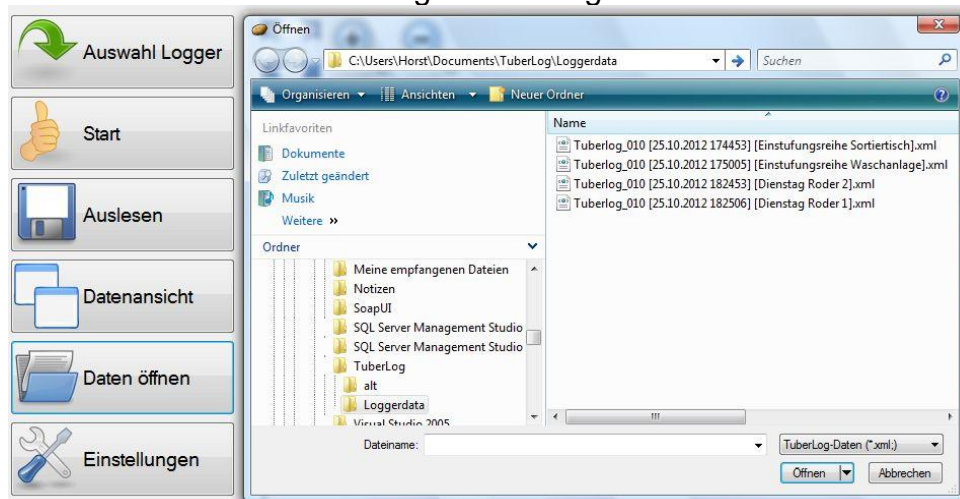 Auswahl Logger
Start
Auslesen
Datenansicht
Daten öffnen
Einstellungen
Öffnen
C:\Users\Horst\Documents\TuberLog\Loggerdata
Suchen
Organisieren Ansichten Neuer Ordner
Linkfavoriten
Dokumente
Zuletzt geändert
Musik
Weitere »
Ordner
Meine empfangenen Dateien
Notizen
SoapUI
SQL Server Management Studio
SQL Server Management Studio
TuberLog
alt
Loggerdata
Visual Studio 2005
Name
Tuberlog_010 [25.10.2012 174453] [Einstufungsreihe Sortiertisch].xml
Tuberlog_010 [25.10.2012 175005] [Einstufungsreihe Waschanlage].xml
Tuberlog_010 [25.10.2012 182453] [Dienstag Roder 2].xml
Tuberlog_010 [25.10.2012 182506] [Dienstag Roder 1].xml
Dateiname:
TuberLog-Daten (*.xml;)
Öffnen
Abbrechen